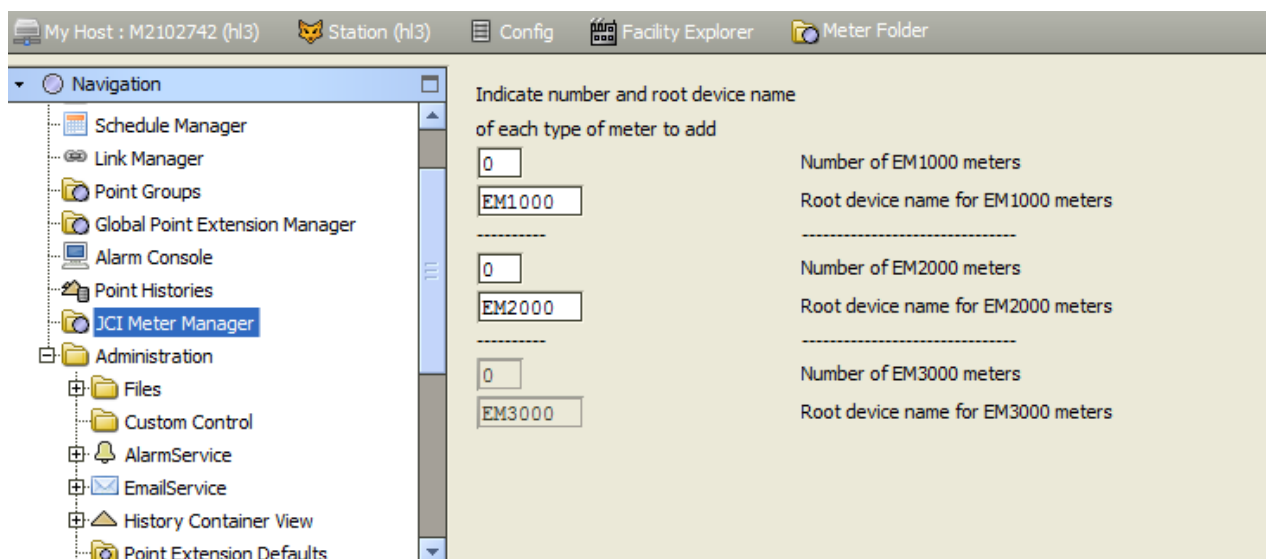 My Host : M2102742 (hl3) Station (hl3) Config Facility Explorer Meter Folder
Navigation
Schedule Manager
Link Manager
Point Groups
Global Point Extension Manager
Alarm Console
Point Histories
JCI Meter Manager
Administration
Files
Custom Control
AlarmService
EmailService
History Container View
Point Extension Defaults
Indicate number and root device name
of each type of meter to add
0 Number of EM1000 meters
EM1000 Root device name for EM1000 meters
---------- -------------------------------
0 Number of EM2000 meters
EM2000 Root device name for EM2000 meters
---------- -------------------------------
0 Number of EM3000 meters
EM3000 Root device name for EM3000 meters